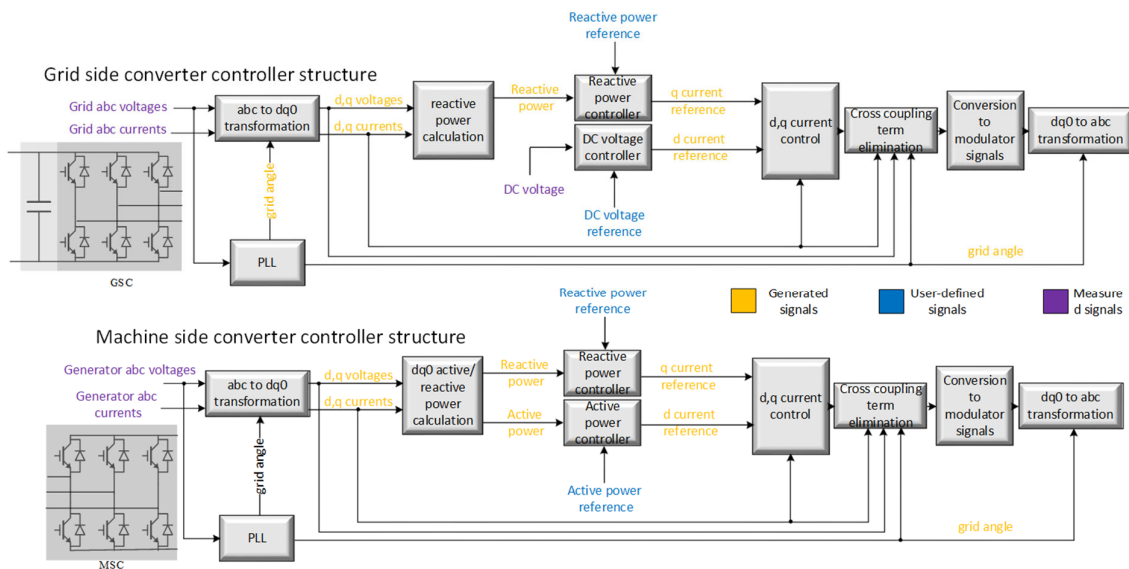 Reactive power
reference
Grid side converter controller structure
Grid abc voltages
Grid abc currents
abc to dq0
transformation
d,q voltages
d,q currents
reactive
power
calculation
Reactive
power
Reactive
power
controller
q current
reference
DC voltage
controller
d current
reference
d,q current
control
Cross coupling
term
elimination
Conversion
to
modulator
signals
dq0 to abc
transformation
grid angle
DC voltage
DC voltage
reference
PLL
grid angle
GSC
Generated
signals
User-defined
signals
Measure
d signals
Reactive power
reference
Machine side converter controller structure
Generator abc voltages
Generator abc
currents
abc to dq0
transformation
d,q voltages
d,q currents
dq0 active/
reactive
power
calculation
Reactive
power
Active
power
Reactive
power
controller
Active
power
controller
q current
reference
d current
reference
d,q current
control
Cross coupling
term
elimination
Conversion
to
modulator
signals
dq0 to abc
transformation
grid angle
Active power
reference
PLL
grid angle
MSC